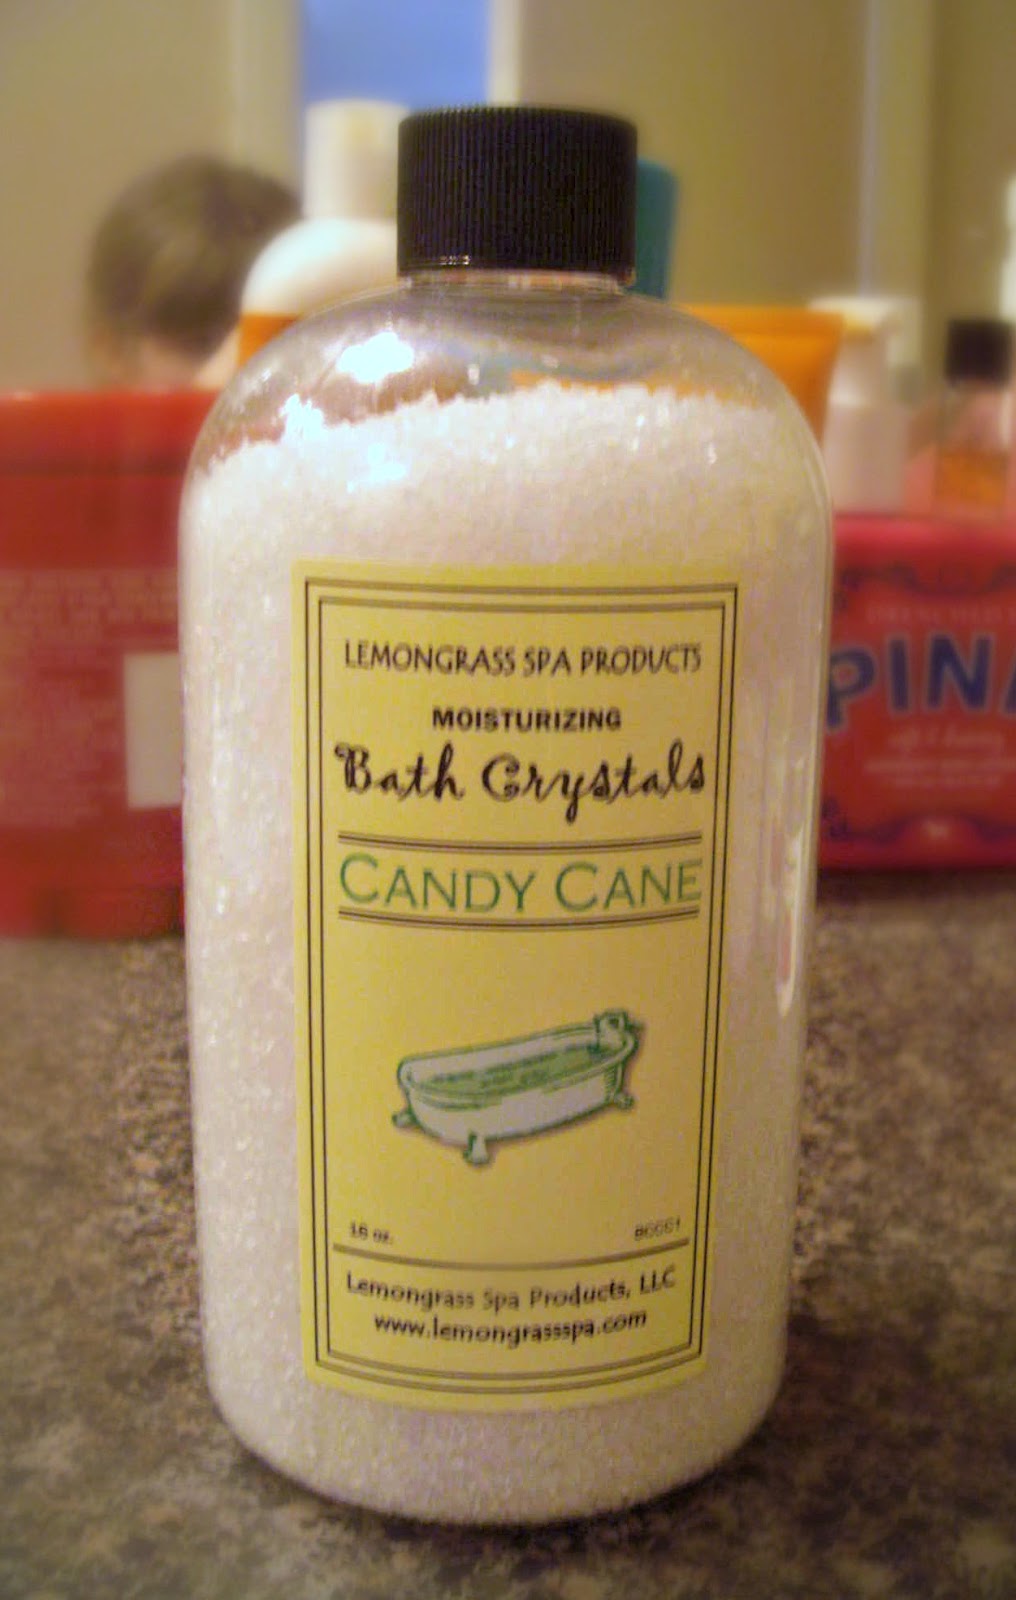 LEMONGRASS SPA PRODUCTS
MOISTURIZING
Bath Crystals
CANDY CANE
16 oz.
Lemongrass Spa Products, LLC
www.lemongrassspa.com
PINA